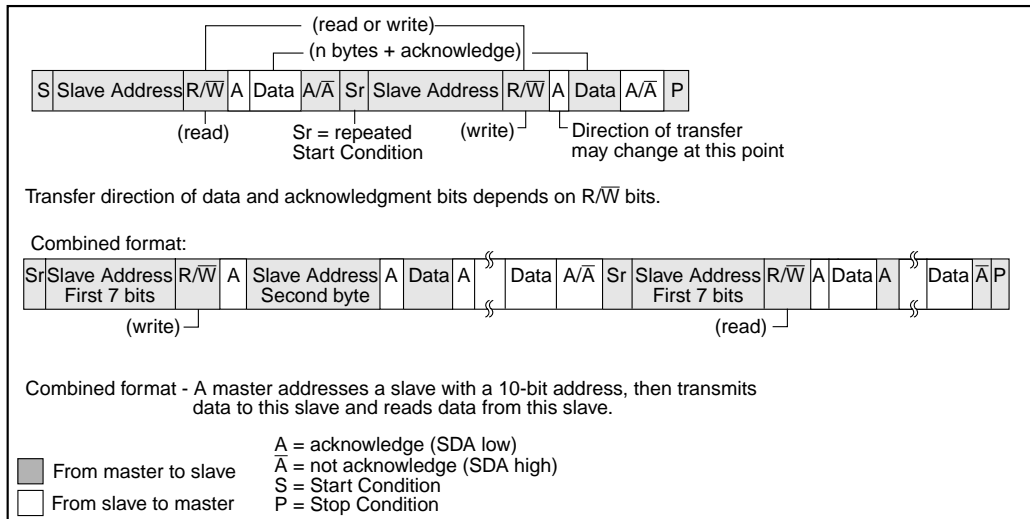 (read or write)
(n bytes + acknowledge)
S Slave Address R/W̅ A Data A/A̅ Sr Slave Address R/W̅ A Data A/A̅ P
(read) Sr = repeated (write) Direction of transfer
Start Condition may change at this point
Transfer direction of data and acknowledgment bits depends on R/W̅ bits.
Combined format:
Sr Slave Address R/W̅ A Slave Address A Data A Data A/A̅ Sr Slave Address R/W̅ A Data A Data A̅ P
First 7 bits Second byte First 7 bits
(write) (read)
Combined format - A master addresses a slave with a 10-bit address, then transmits
data to this slave and reads data from this slave.
A = acknowledge (SDA low)
From master to slave A̅ = not acknowledge (SDA high)
S = Start Condition
From slave to master P = Stop Condition